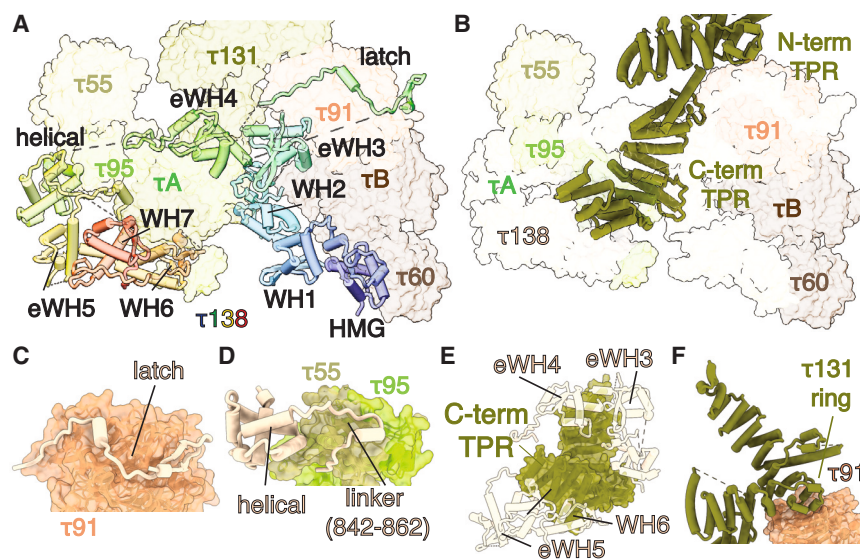 A
τ55
τ131
latch
eWH4
τ91
helical
eWH3
τ95
τA
WH2
τB
WH7
eWH5
WH6
WH1
τ60
τ138
HMG
B
τ55
N-term
TPR
τ95
τ91
τA
C-term
TPR
τB
τ138
τ60
C
latch
τ91
D
τ55
τ95
helical
linker
(842-862)
E
eWH4
eWH3
C-term
TPR
WH6
eWH5
F
τ131
ring
τ91